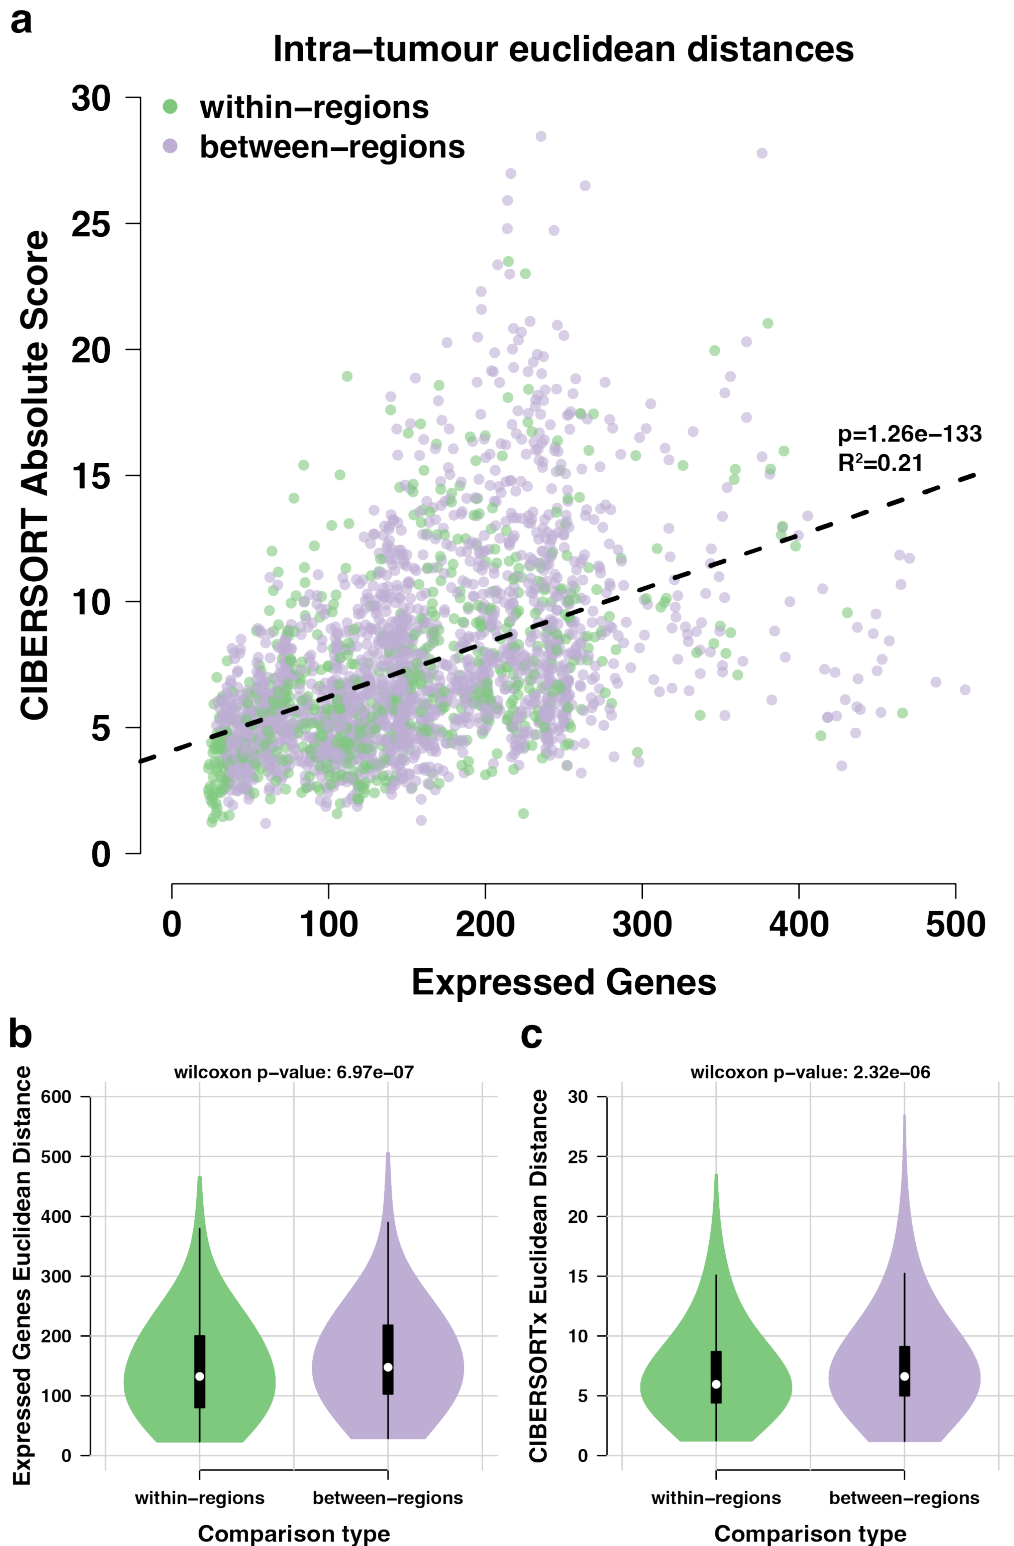 a
Intra−tumour euclidean distances
within−regions
between−regions
CIBERSORT Absolute Score
30
25
20
15
10
5
0
p=1.26e−133
R²=0.21
0 100 200 300 400 500
Expressed Genes
b
wilcoxon p−value: 6.97e−07
Expressed Genes Euclidean Distance
600
500
400
300
200
100
0
within−regions between−regions
Comparison type
c
wilcoxon p−value: 2.32e−06
CIBERSORTx Euclidean Distance
30
25
20
15
10
5
0
within−regions between−regions
Comparison type